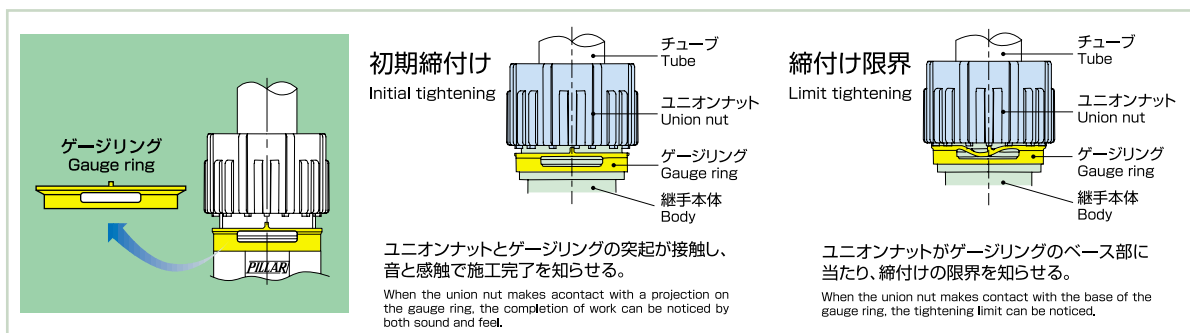 ゲージリング
Gauge ring
PILLAR
初期締付け
Initial tightening
チューブ
Tube
ユニオンナット
Union nut
ゲージリング
Gauge ring
継手本体
Body
ユニオンナットとゲージリングの突起が接触し、
音と感触で施工完了を知らせる。
When the union nut makes acontact with a projection on
the gauge ring, the completion of work can be noticed by
both sound and feel.
締付け限界
Limit tightening
チューブ
Tube
ユニオンナット
Union nut
ゲージリング
Gauge ring
継手本体
Body
ユニオンナットがゲージリングのベース部に
当たり、締付けの限界を知らせる。
When the union nut makes contact with the base of the
gauge ring, the tightening limit can be noticed.